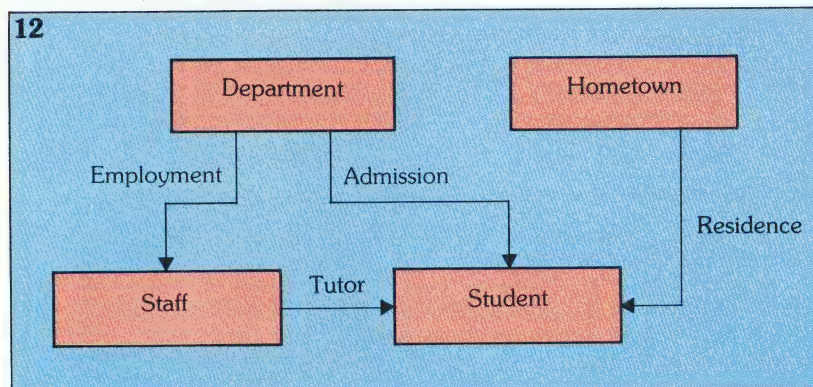 12
Department
Hometown
Employment
Admission
Residence
Staff
Tutor
Student